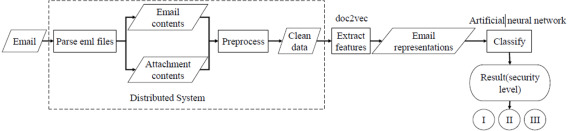 Email
Parse eml files
Email
contents
Attachment
contents
Preprocess
Clean
data
Distributed System
doc2vec
Extract
features
Email
representations
Artificial neural network
Classify
Result(security
level)
I
II
III